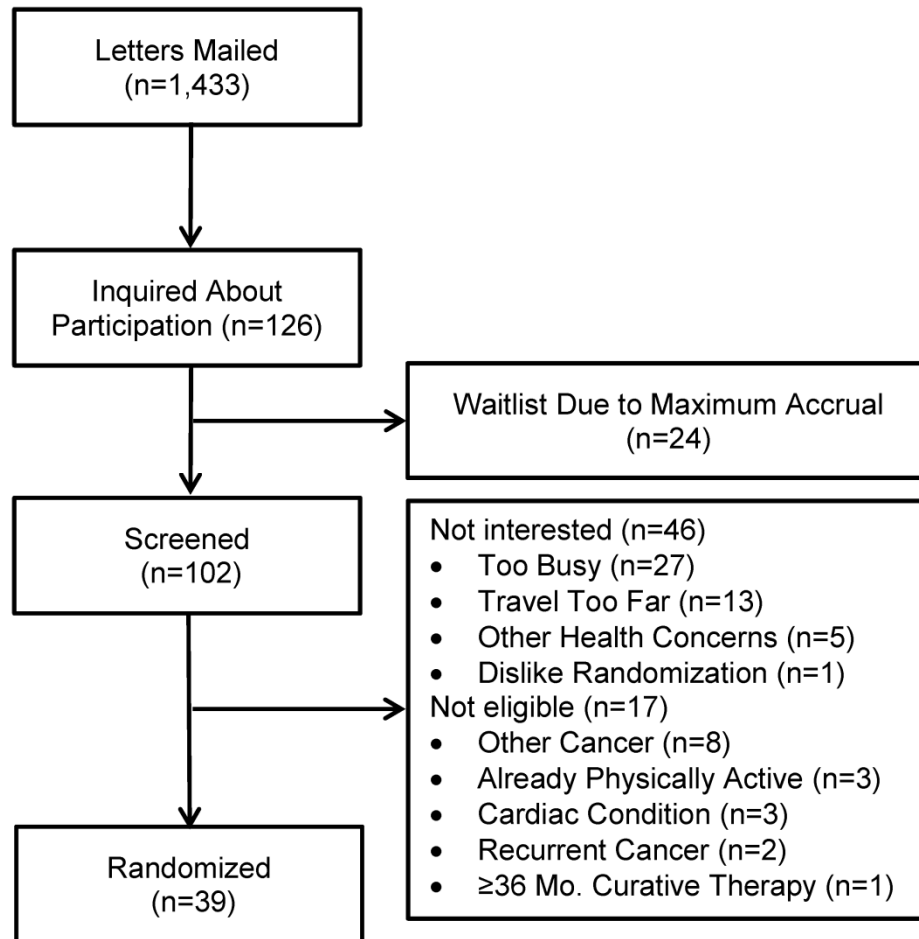 Letters Mailed
(n=1,433)
Inquired About
Participation (n=126)
Waitlist Due to Maximum Accrual
(n=24)
Screened
(n=102)
Not interested (n=46)
• Too Busy (n=27)
• Travel Too Far (n=13)
• Other Health Concerns (n=5)
• Dislike Randomization (n=1)
Not eligible (n=17)
• Other Cancer (n=8)
• Already Physically Active (n=3)
• Cardiac Condition (n=3)
• Recurrent Cancer (n=2)
• ≥36 Mo. Curative Therapy (n=1)
Randomized
(n=39)